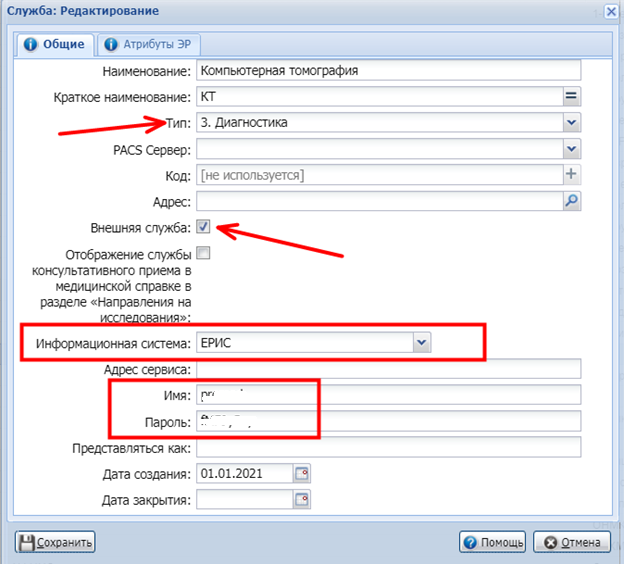 Служба: Редактирование
Общие
Атрибуты ЭР
Наименование: Компьютерная томография
Краткое наименование: КТ
Тип: 3. Диагностика
PACS Сервер:
Код: [не используется]
Адрес:
Внешняя служба:
Отображение службы
консультативного приема в
медицинской справке в
разделе «Направления на
исследования»:
Информационная система: ЕРИС
Адрес сервиса:
Имя:
Пароль:
Представляться как:
Дата создания: 01.01.2021
Дата закрытия:
Сохранить
Помощь
Отмена